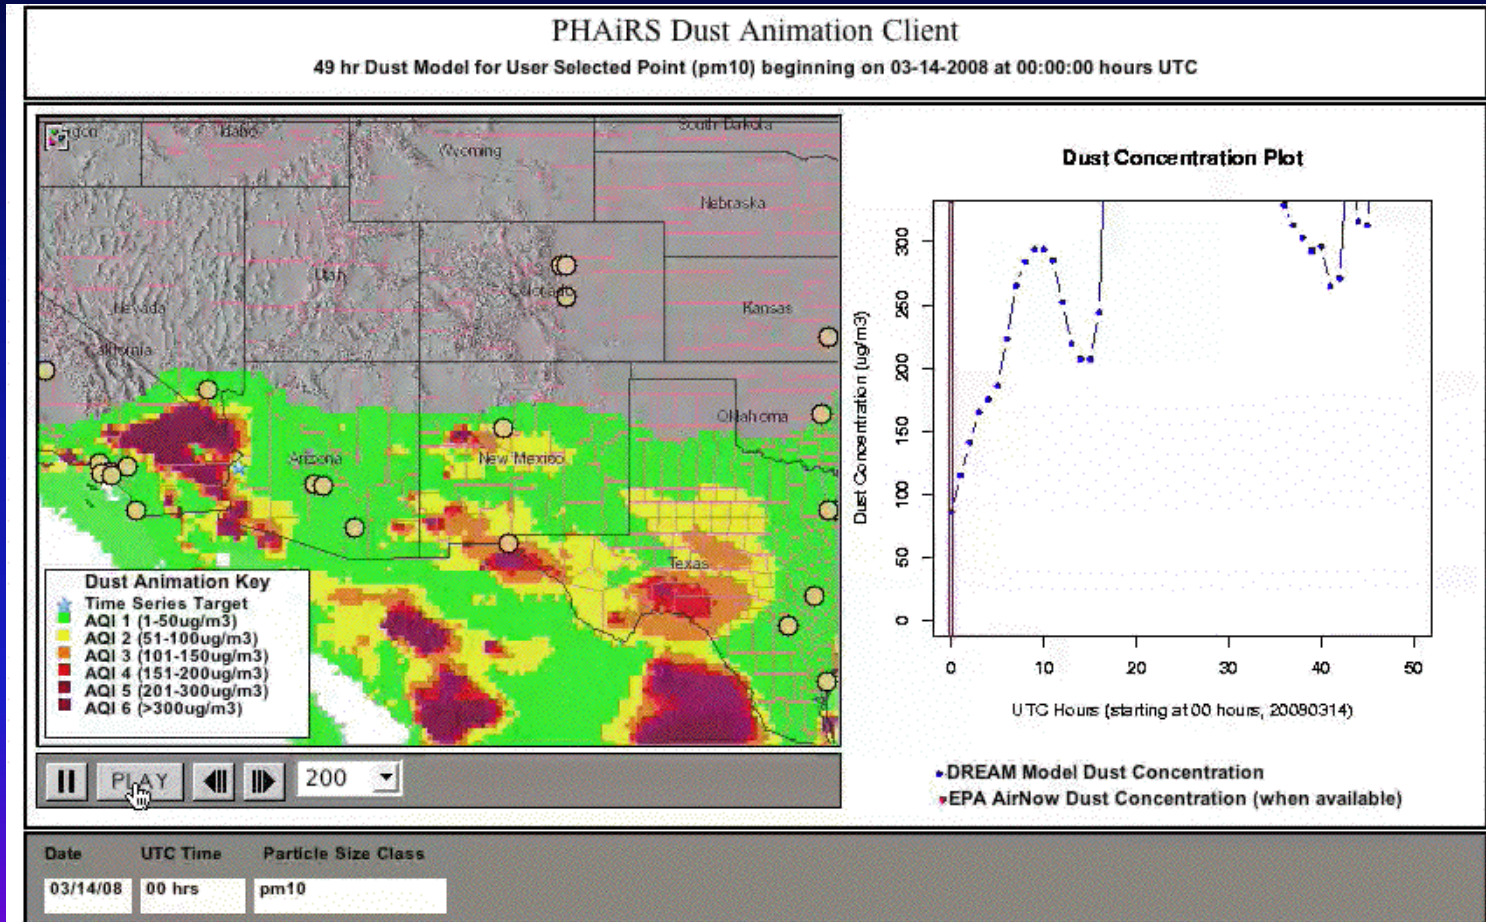 PHAiRS Dust Animation Client
49 hr Dust Model for User Selected Point (pm10) beginning on 03-14-2008 at 00:00:00 hours UTC
Idaho
South Dakota
Wyoming
Nebraska
Utah
Colorado
Nevada
Kansas
California
Oklahoma
Arizona
New Mexico
Texas
Dust Animation Key
Time Series Target
AQI 1 (1-50ug/m3)
AQI 2 (51-100ug/m3)
AQI 3 (101-150ug/m3)
AQI 4 (151-200ug/m3)
AQI 5 (201-300ug/m3)
AQI 6 (>300ug/m3)
PLAY
200
Dust Concentration Plot
Dust Concentration (ug/m3)
300
250
200
150
100
50
0
0 10 20 30 40 50
UTC Hours (starting at 00 hours, 20080314)
DREAM Model Dust Concentration
EPA AirNow Dust Concentration (when available)
Date UTC Time Particle Size Class
03/14/08 00 hrs pm10